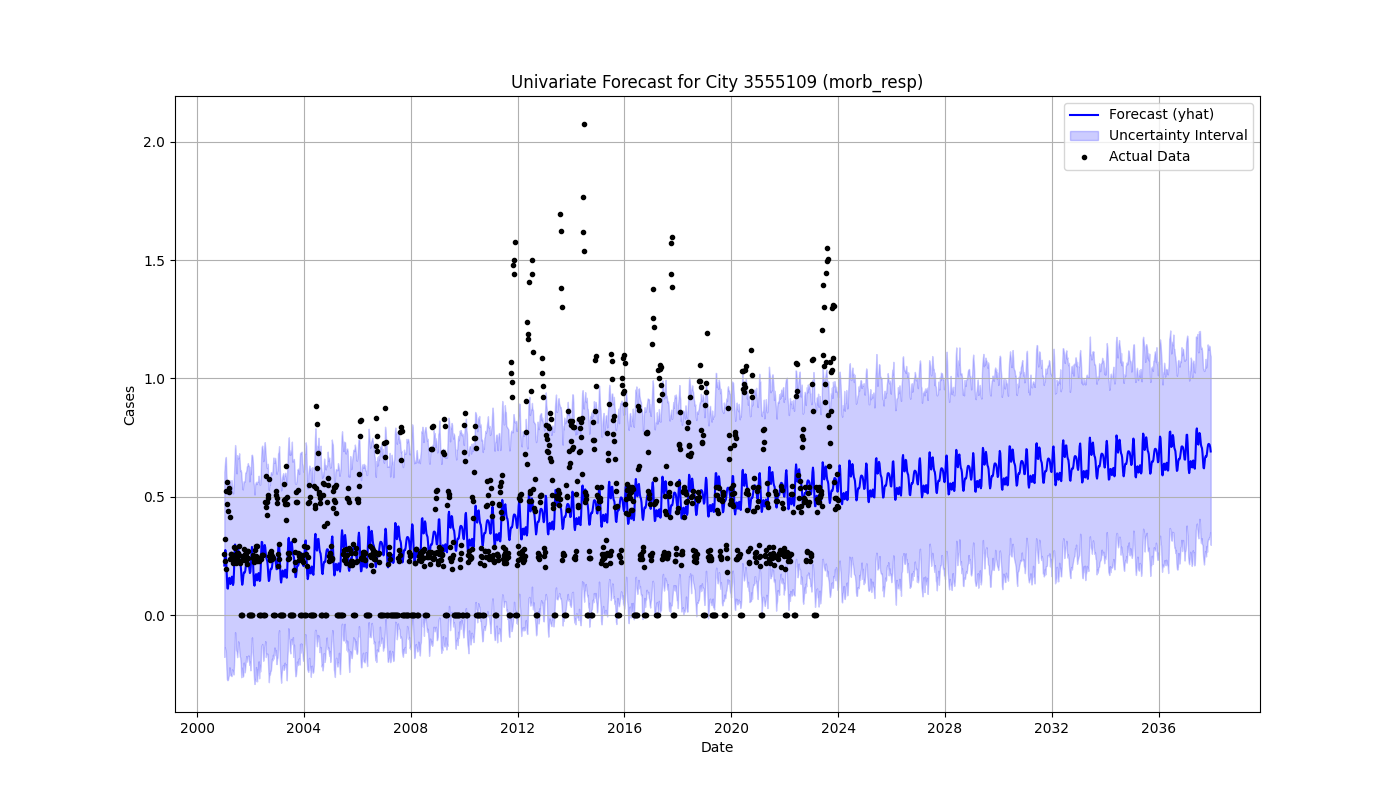 Univariate Forecast for City 3555109 (morb_resp)
Forecast (yhat)
Uncertainty Interval
Actual Data
2.0
1.5
1.0
0.5
0.0
Cases
2000 2004 2008 2012 2016 2020 2024 2028 2032 2036
Date